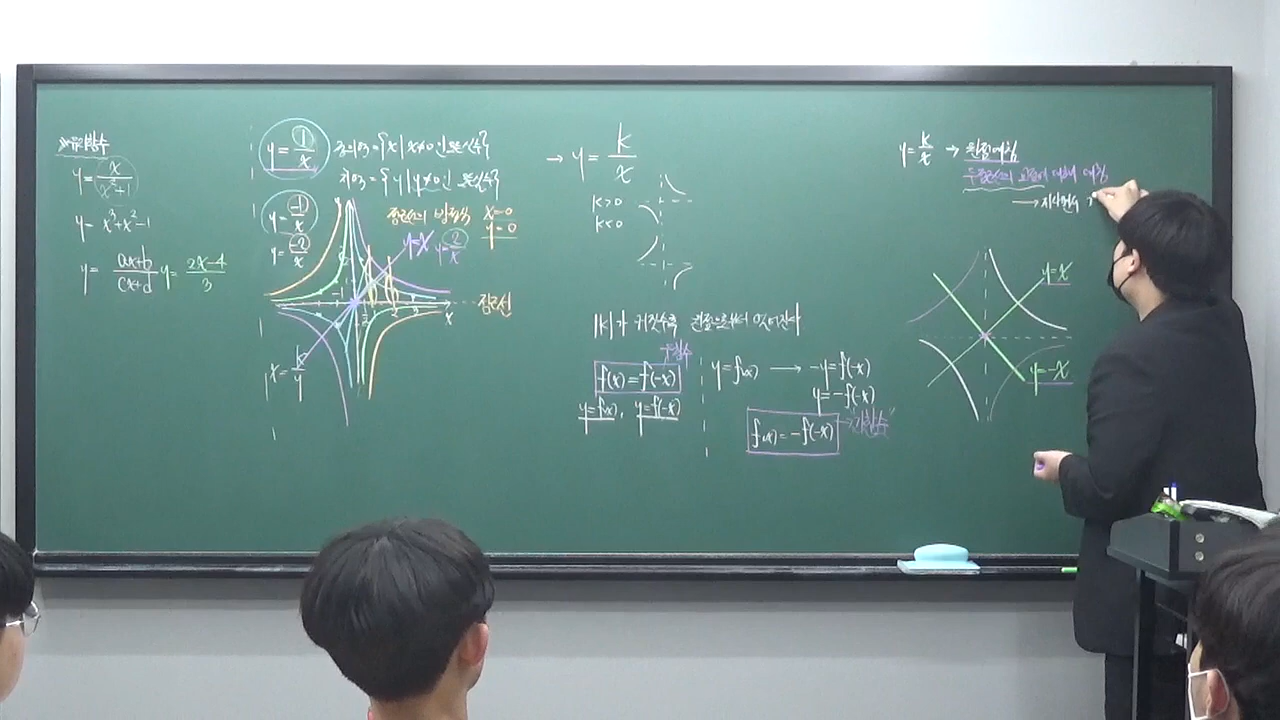 ※유리함수
y = x / x²+1
y = x³+x²-1
y = ax+b / cx+d
y = 2x-4 / 3
y = 1/x
정의역 = {x | x≠0인 모든 실수}
치역 = {y | y≠0인 모든 실수}
y = -1/x
y = -2/x
점근선의 방정식 x=0
y=0
y=x
y = 2/x
점근선
x
x = k/y
→ y = k/x
k>0
k<0
|k|가 커질수록 원점으로부터 멀어진다
우함수
f(x) = f(-x)
y=f(x), y=f(-x)
y=f(x) → -y=f(-x)
y=-f(-x)
f(x) = -f(-x)
→ "기함수"
y = k/x → 원점대칭
두 점근선의 교점에 대해 대칭
→ 지나면서
y=x
y=-x